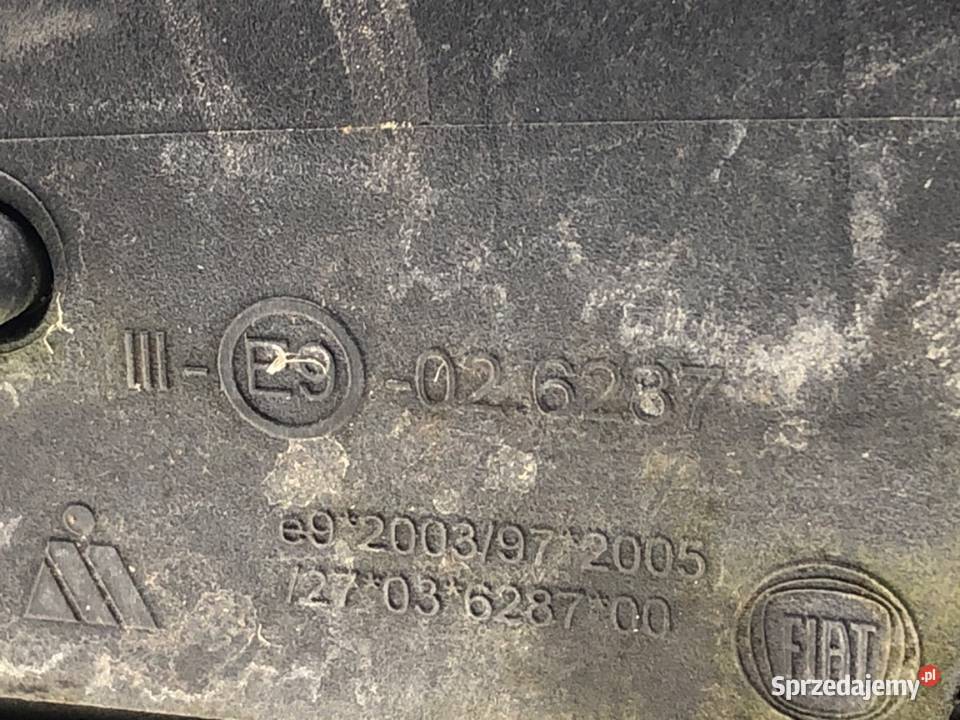 III-E9-02.6287
e9*2003/97*2005
/27*03*6287*00
FIAT
Sprzedajemy.pl